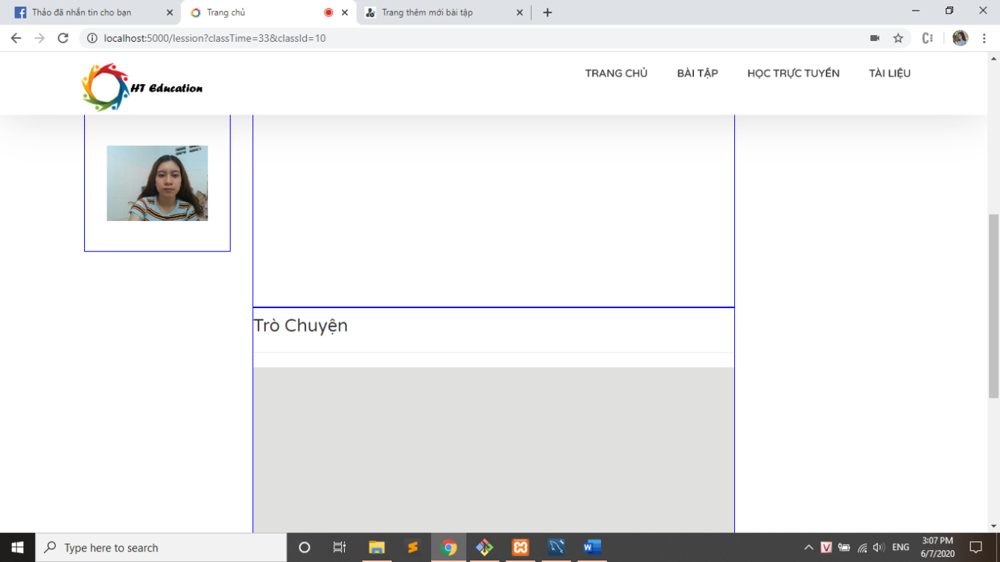 Thảo đã nhắn tin cho bạn
Trang chủ
Trang thêm mới bài tập
localhost:5000/lession?classTime=33&classId=10
HT Education
TRANG CHỦ
BÀI TẬP
HỌC TRỰC TUYẾN
TÀI LIỆU
Trò Chuyện
Type here to search
ENG
3:07 PM
6/7/2020